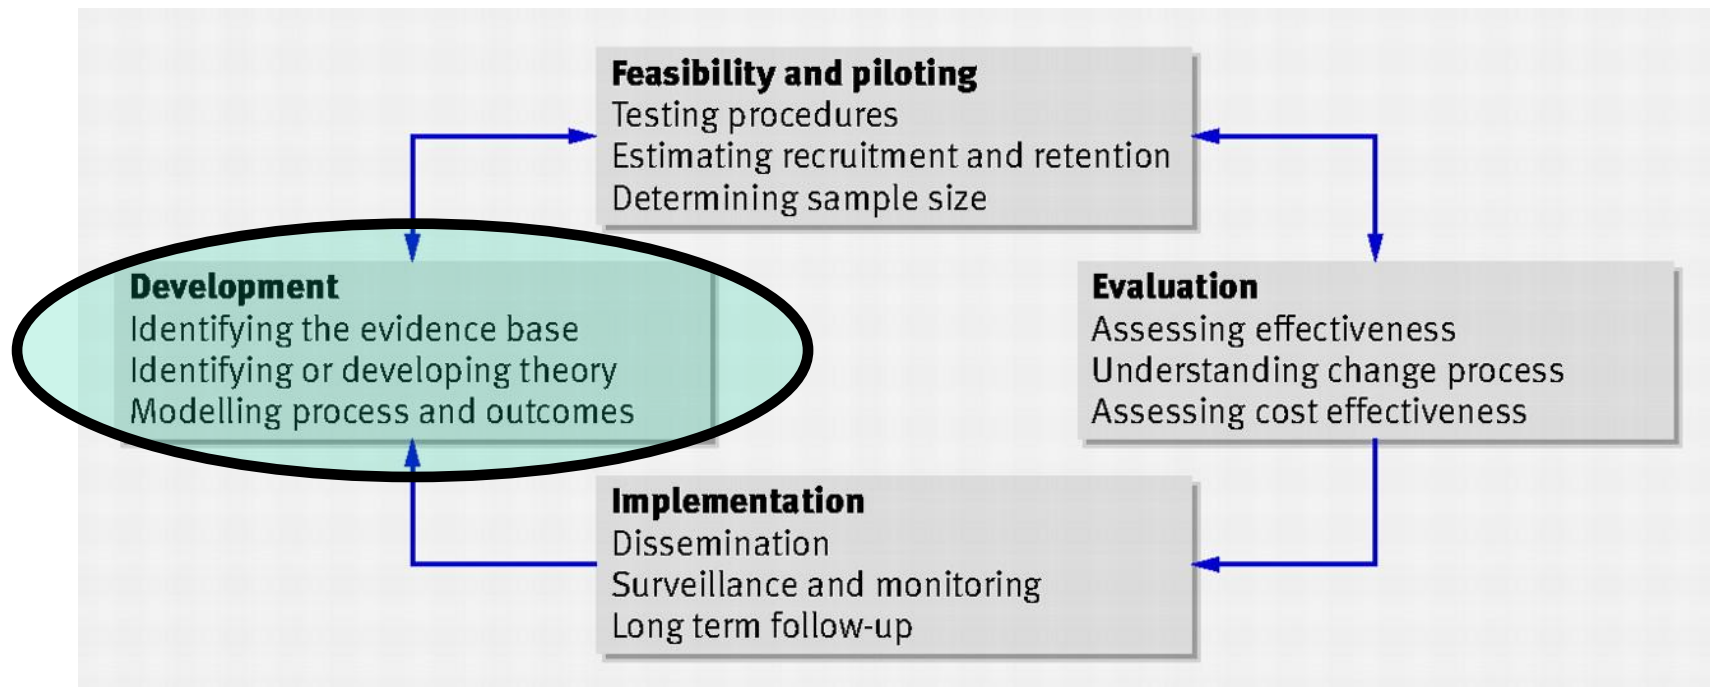 Feasibility and piloting
Testing procedures
Estimating recruitment and retention
Determining sample size
Development
Identifying the evidence base
Identifying or developing theory
Modelling process and outcomes
Evaluation
Assessing effectiveness
Understanding change process
Assessing cost effectiveness
Implementation
Dissemination
Surveillance and monitoring
Long term follow-up